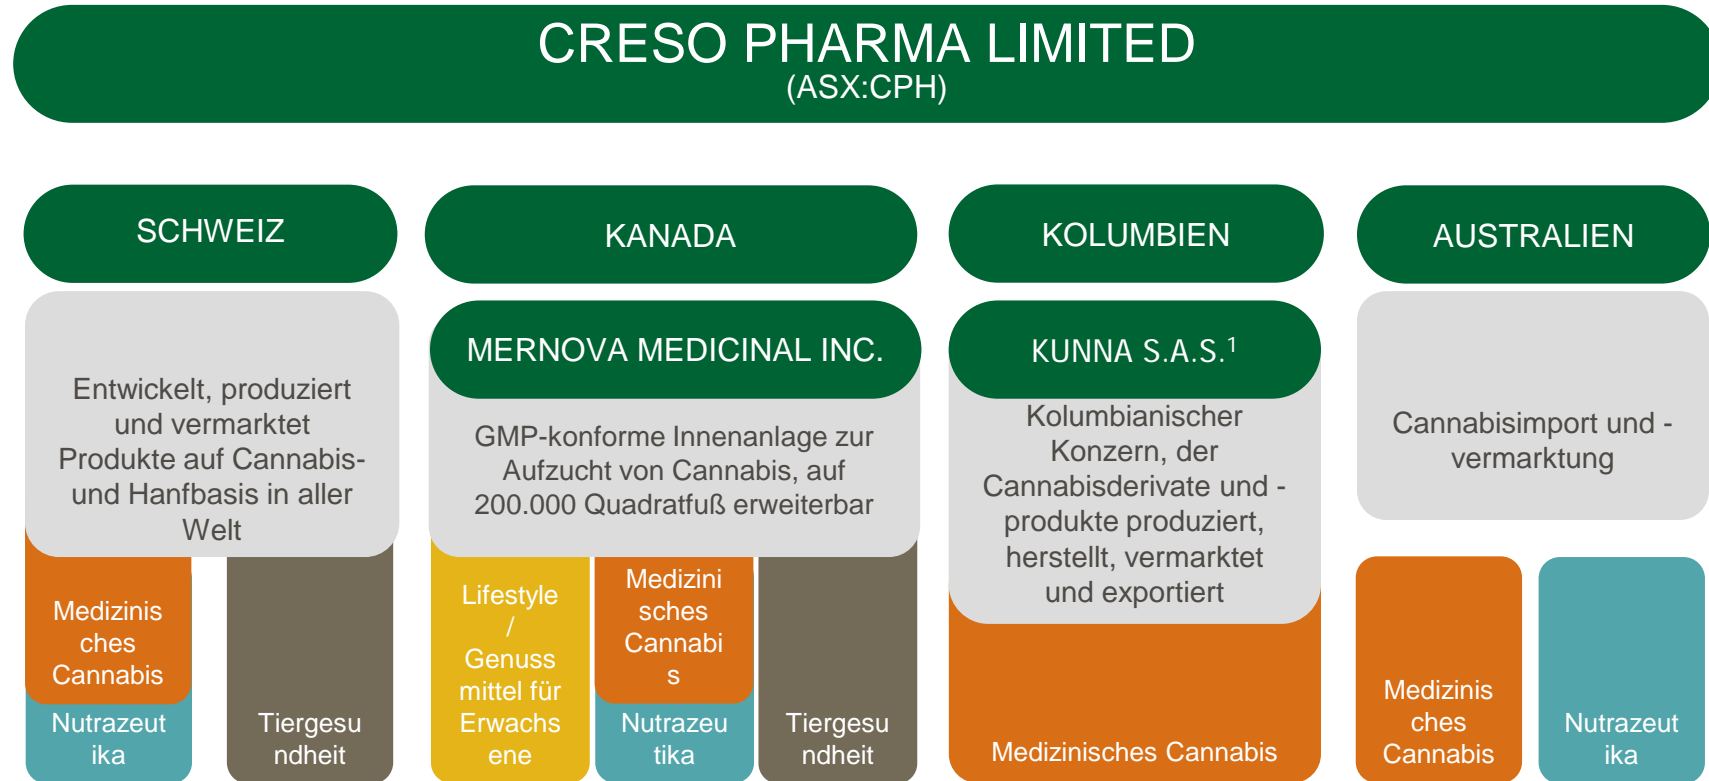 CRESO PHARMA LIMITED
(ASX:CPH)
SCHWEIZ
Entwickelt, produziert
und vermarktet
Produkte auf Cannabis-
und Hanfbasis in aller
Welt
Medizinis
ches
Cannabis
Nutrazeut
ika
Tiergesu
ndheit
KANADA
MERNOVA MEDICINAL INC.
GMP-konforme Innenanlage zur
Aufzucht von Cannabis, auf
200.000 Quadratfuß erweiterbar
Lifestyle
/
Genuss
mittel für
Erwachs
ene
Medizini
sches
Cannabi
s
Nutrazeu
tika
Tiergesu
ndheit
KOLUMBIEN
KUNNA S.A.S.¹
Kolumbianischer
Konzern, der
Cannabisderivate und -
produkte produziert,
herstellt, vermarktet
und exportiert
Medizinisches Cannabis
AUSTRALIEN
Cannabisimport und -
vermarktung
Medizinis
ches
Cannabis
Nutrazeut
ika